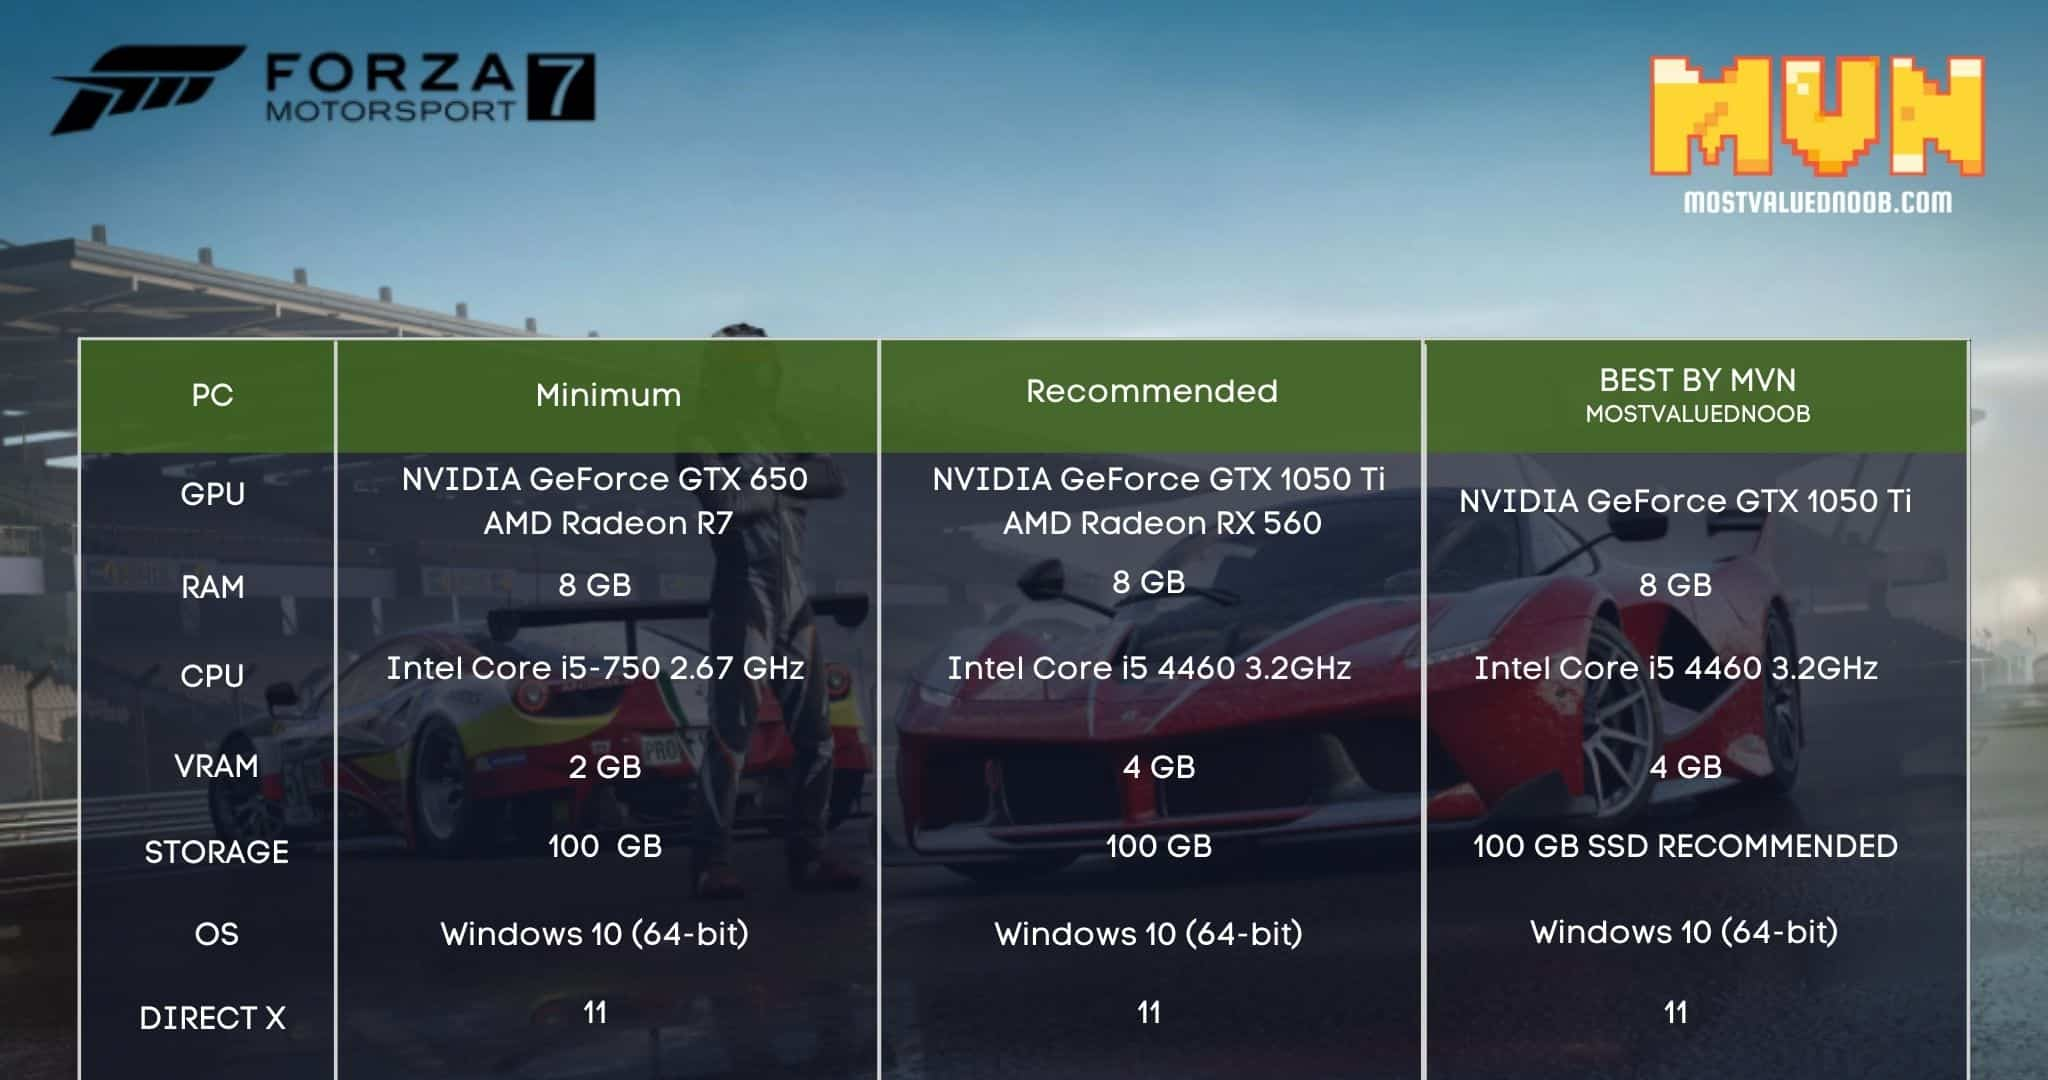 FORZA 7
MOTORSPORT
MVN
MOSTVALUEDNOOB.COM
PC Minimum Recommended BEST BY MVN
MOSTVALUEDNOOB
GPU NVIDIA GeForce GTX 650 NVIDIA GeForce GTX 1050 Ti NVIDIA GeForce GTX 1050 Ti
AMD Radeon R7 AMD Radeon RX 560
RAM 8 GB 8 GB 8 GB
CPU Intel Core i5-750 2.67 GHz Intel Core i5 4460 3.2GHz Intel Core i5 4460 3.2GHz
VRAM 2 GB 4 GB 4 GB
STORAGE 100 GB 100 GB 100 GB SSD RECOMMENDED
OS Windows 10 (64-bit) Windows 10 (64-bit) Windows 10 (64-bit)
DIRECT X 11 11 11